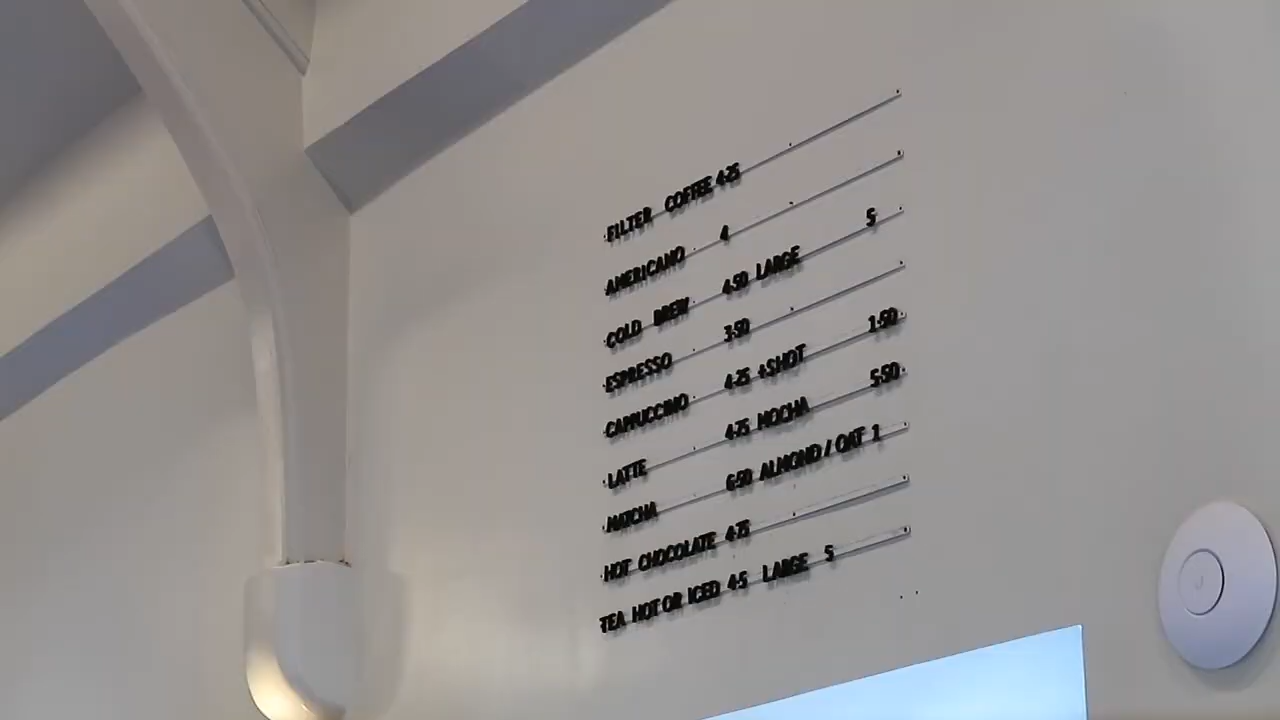 FILTER COFFEE 4·25
AMERICANO 4
COLD BREW 4·50 LARGE 5
ESPRESSO 3·50
CAPPUCCINO 4·25 +SHOT 1·50
LATTE 4·75 MOCHA 5·50
MATCHA 6·50 ALMOND / OAT 1
HOT CHOCOLATE 4·75
TEA HOT OR ICED 4·5 LARGE 5